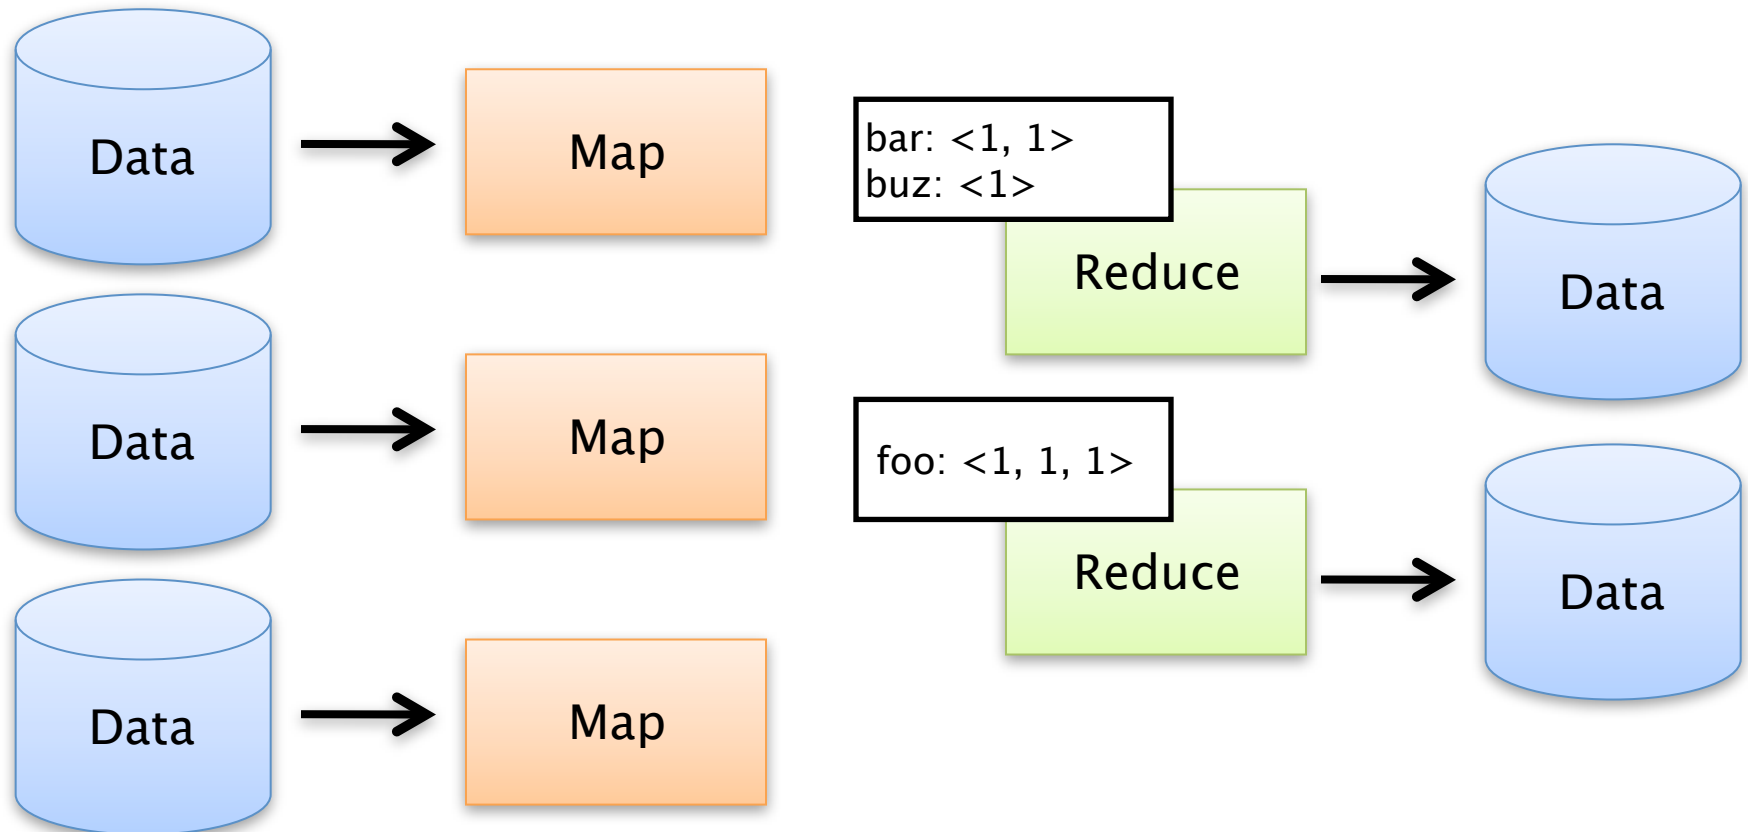 Data
Map
Data
Map
Data
Map
bar: <1, 1>
buz: <1>
Reduce
Data
foo: <1, 1, 1>
Reduce
Data